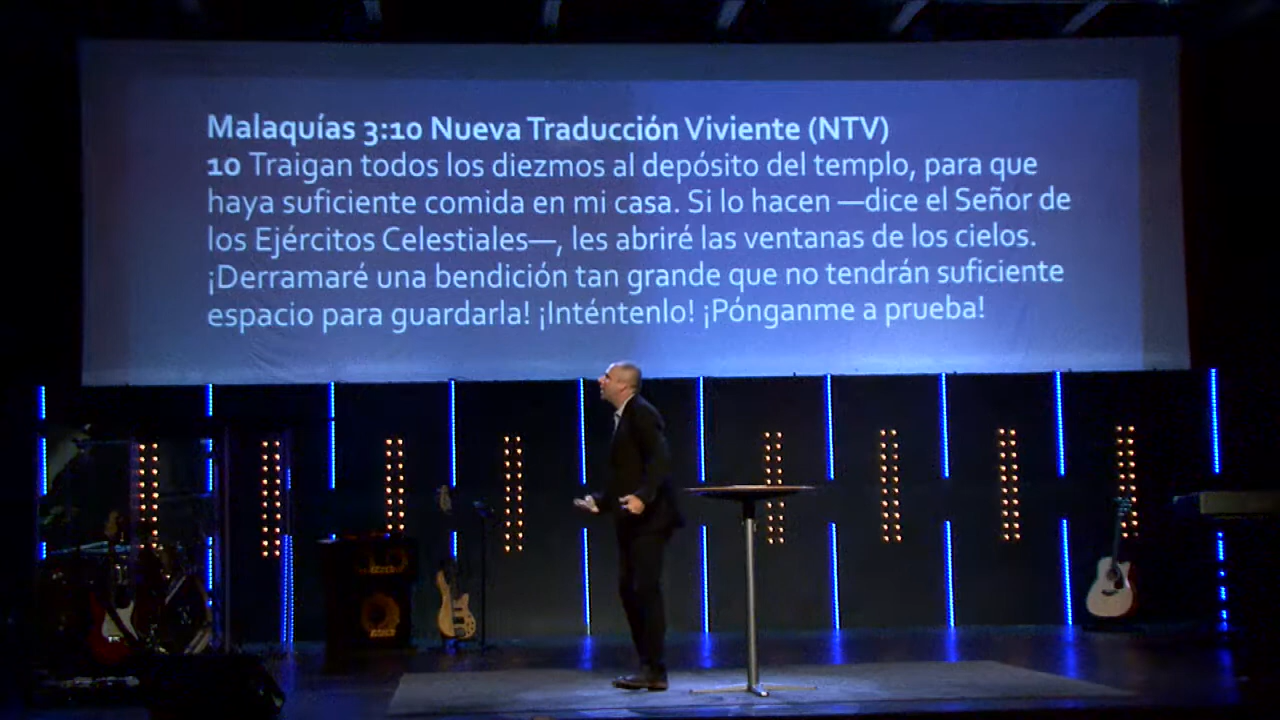 Malaquías 3:10 Nueva Traducción Viviente (NTV)
10 Traigan todos los diezmos al depósito del templo, para que
haya suficiente comida en mi casa. Si lo hacen —dice el Señor de
los Ejércitos Celestiales—, les abriré las ventanas de los cielos.
¡Derramaré una bendición tan grande que no tendrán suficiente
espacio para guardarla! ¡Inténtenlo! ¡Pónganme a prueba!